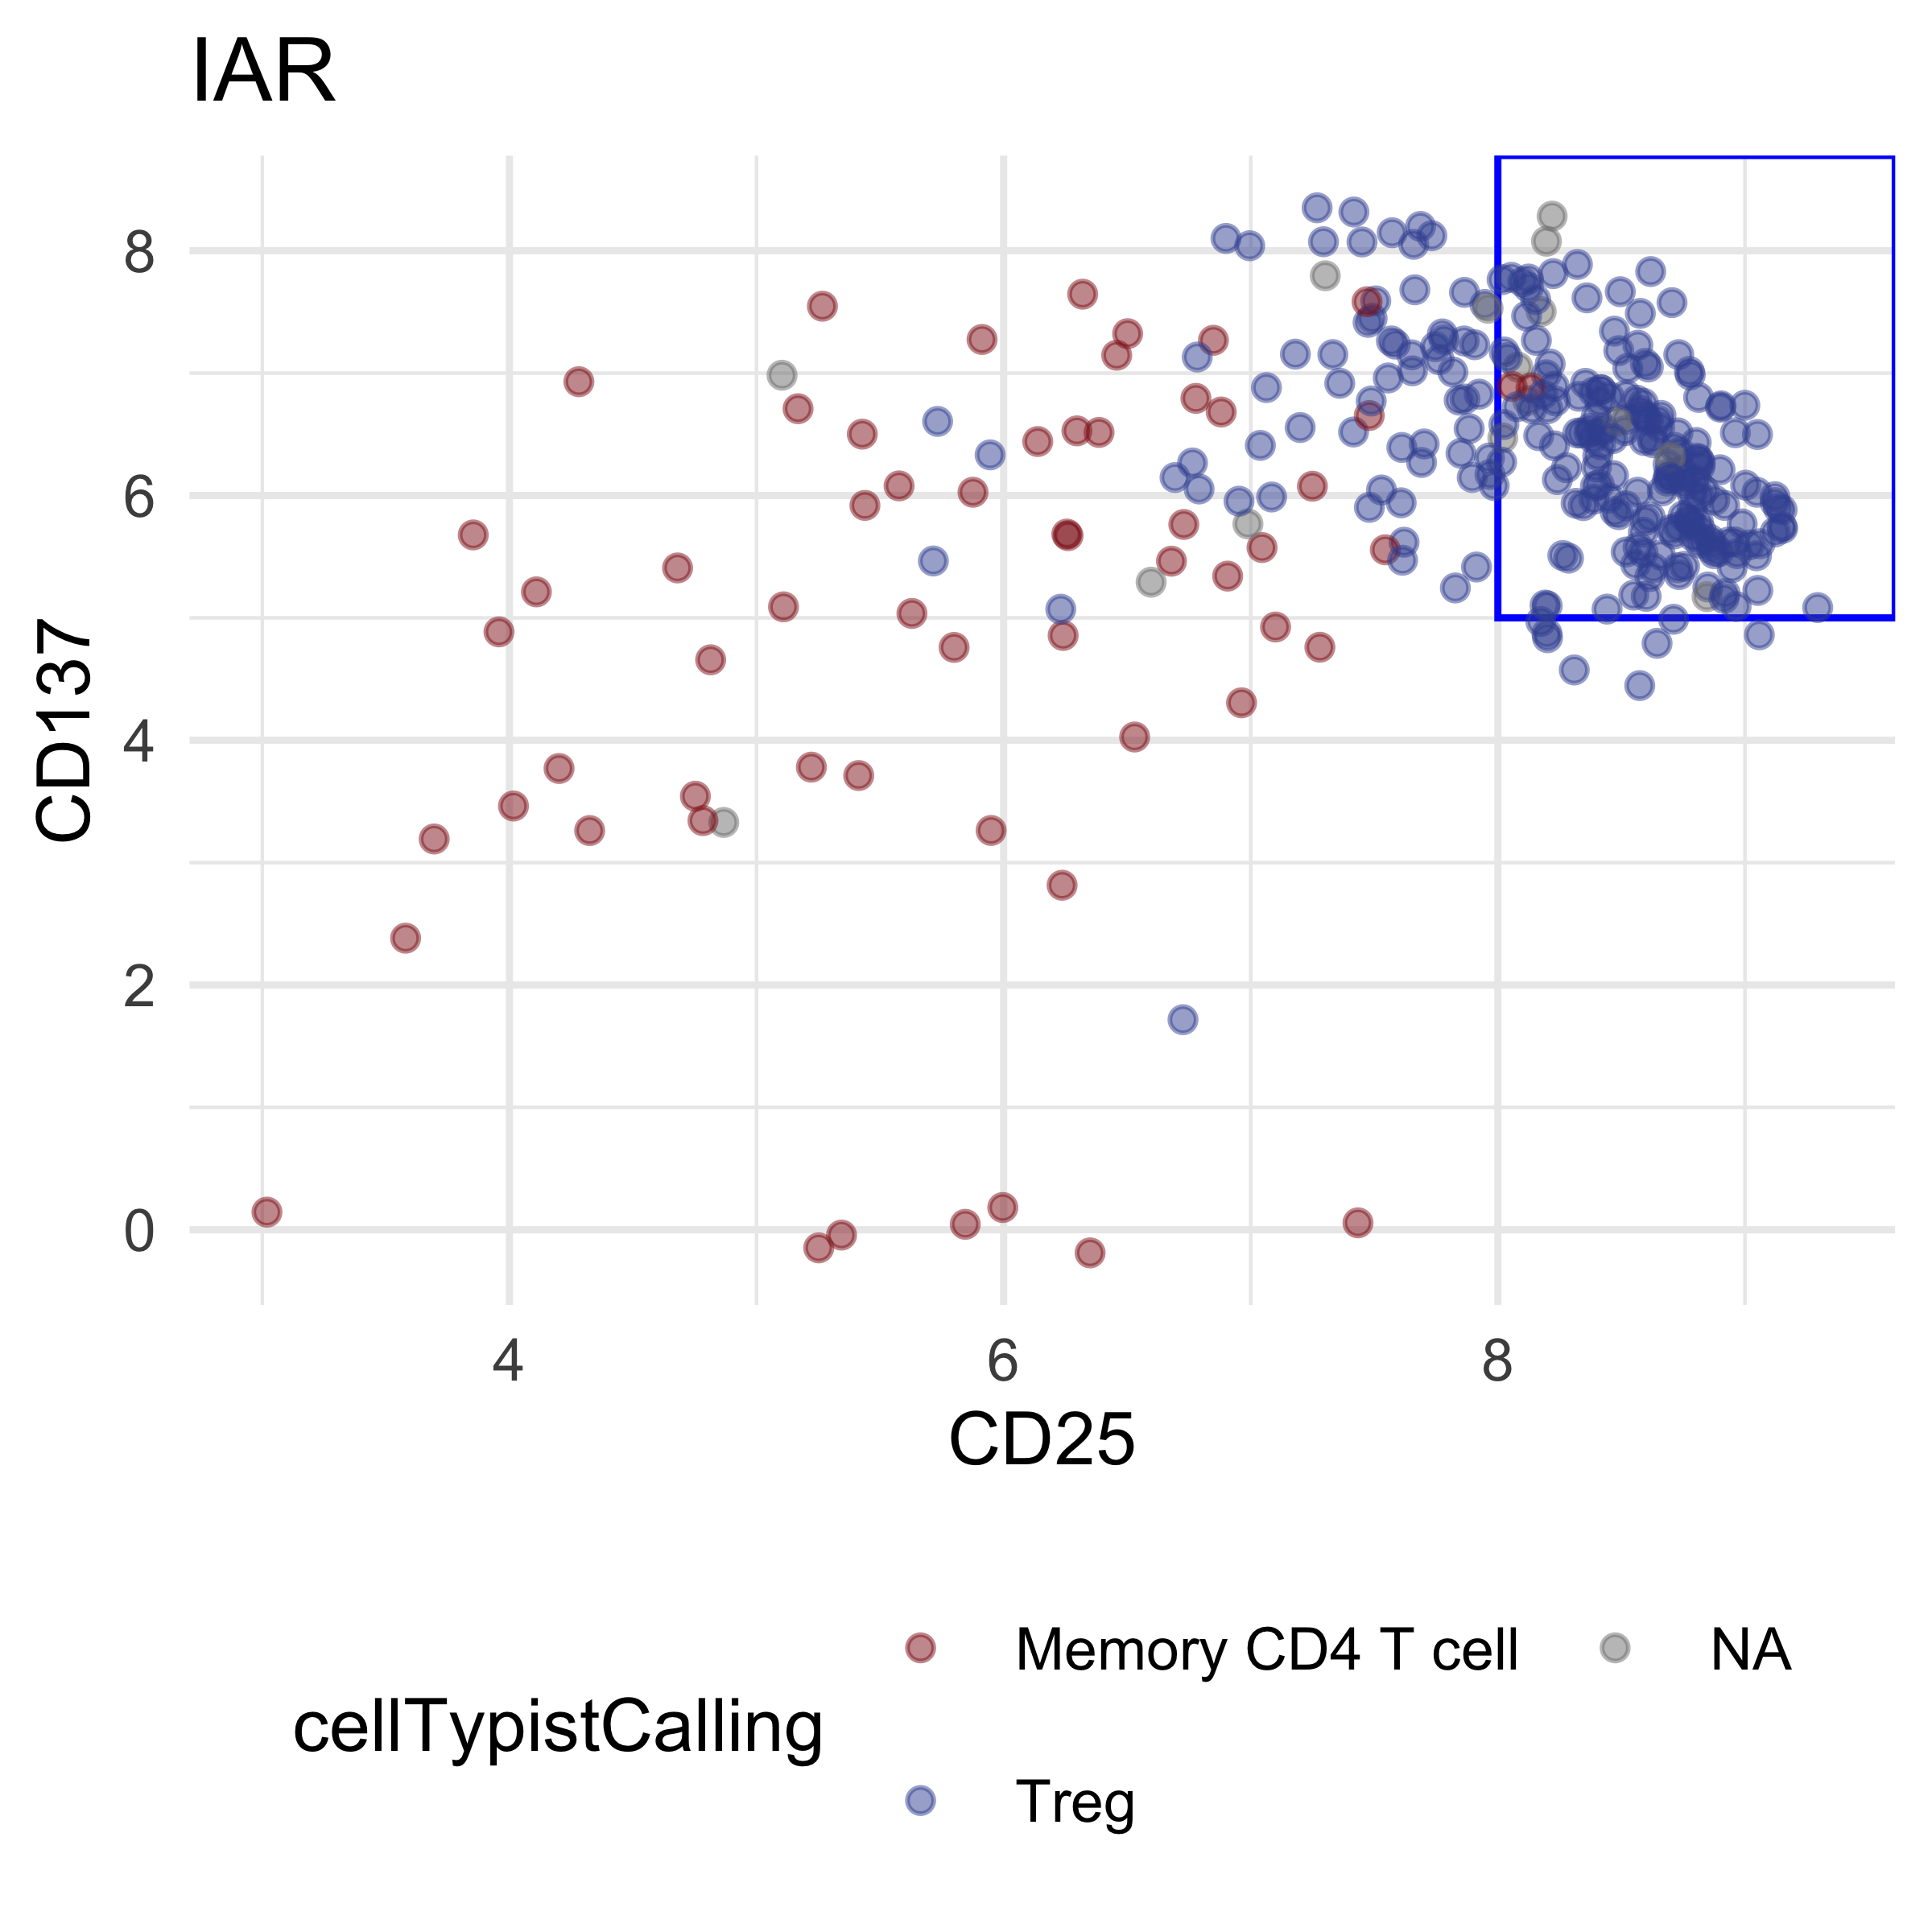 IAR
8
6
4
2
0
CD137
4 6 8
CD25
cellTypistCalling
Memory CD4 T cell
NA
Treg